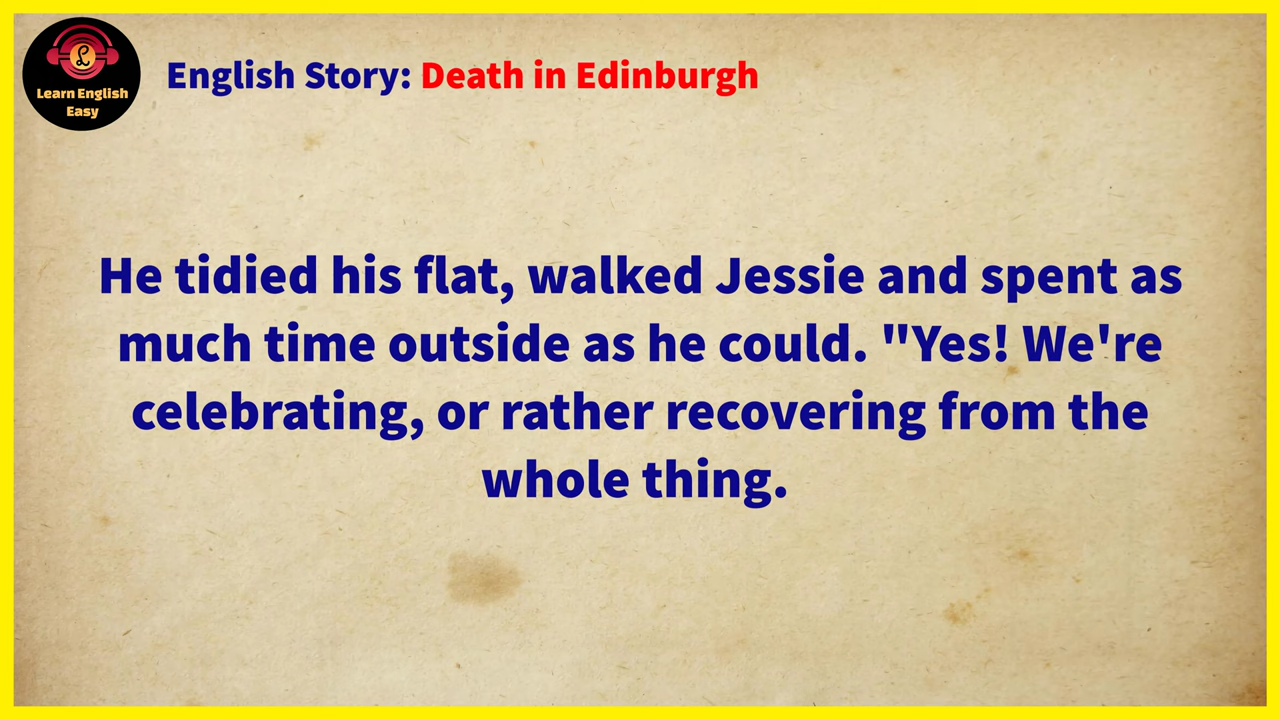 Learn English
Easy
English Story: Death in Edinburgh
He tidied his flat, walked Jessie and spent as
much time outside as he could. "Yes! We're
celebrating, or rather recovering from the
whole thing.